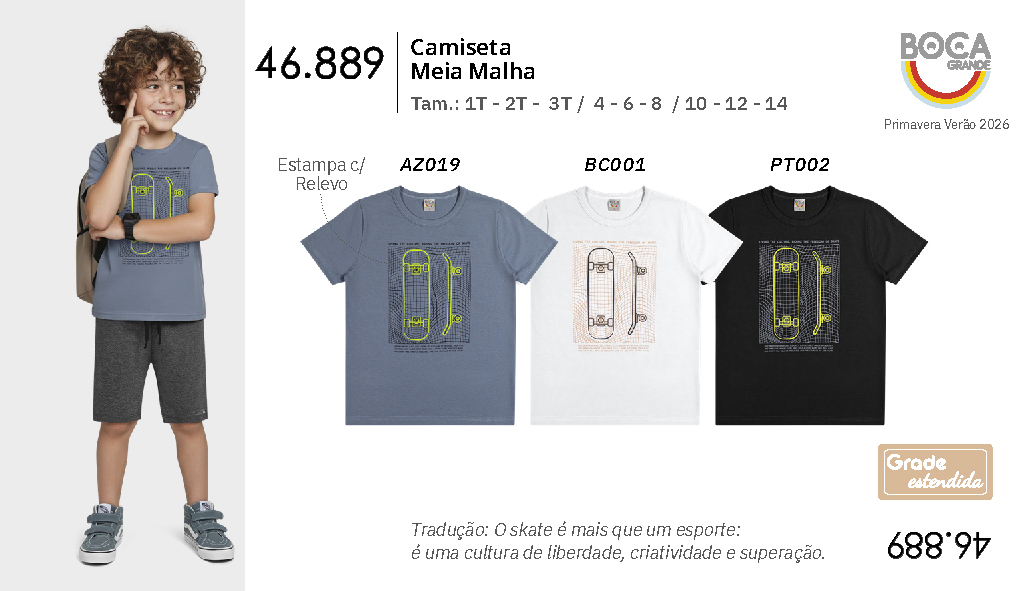 46.889
Camiseta
Meia Malha
Tam.: 1T - 2T - 3T / 4 - 6 - 8 / 10 - 12 - 14
BOCA
GRANDE
Primavera Verão 2026
Estampa c/
Relevo
AZ019
BC001
PT002
Grade
estendida
Tradução: O skate é mais que um esporte:
é uma cultura de liberdade, criatividade e superação.
46.889